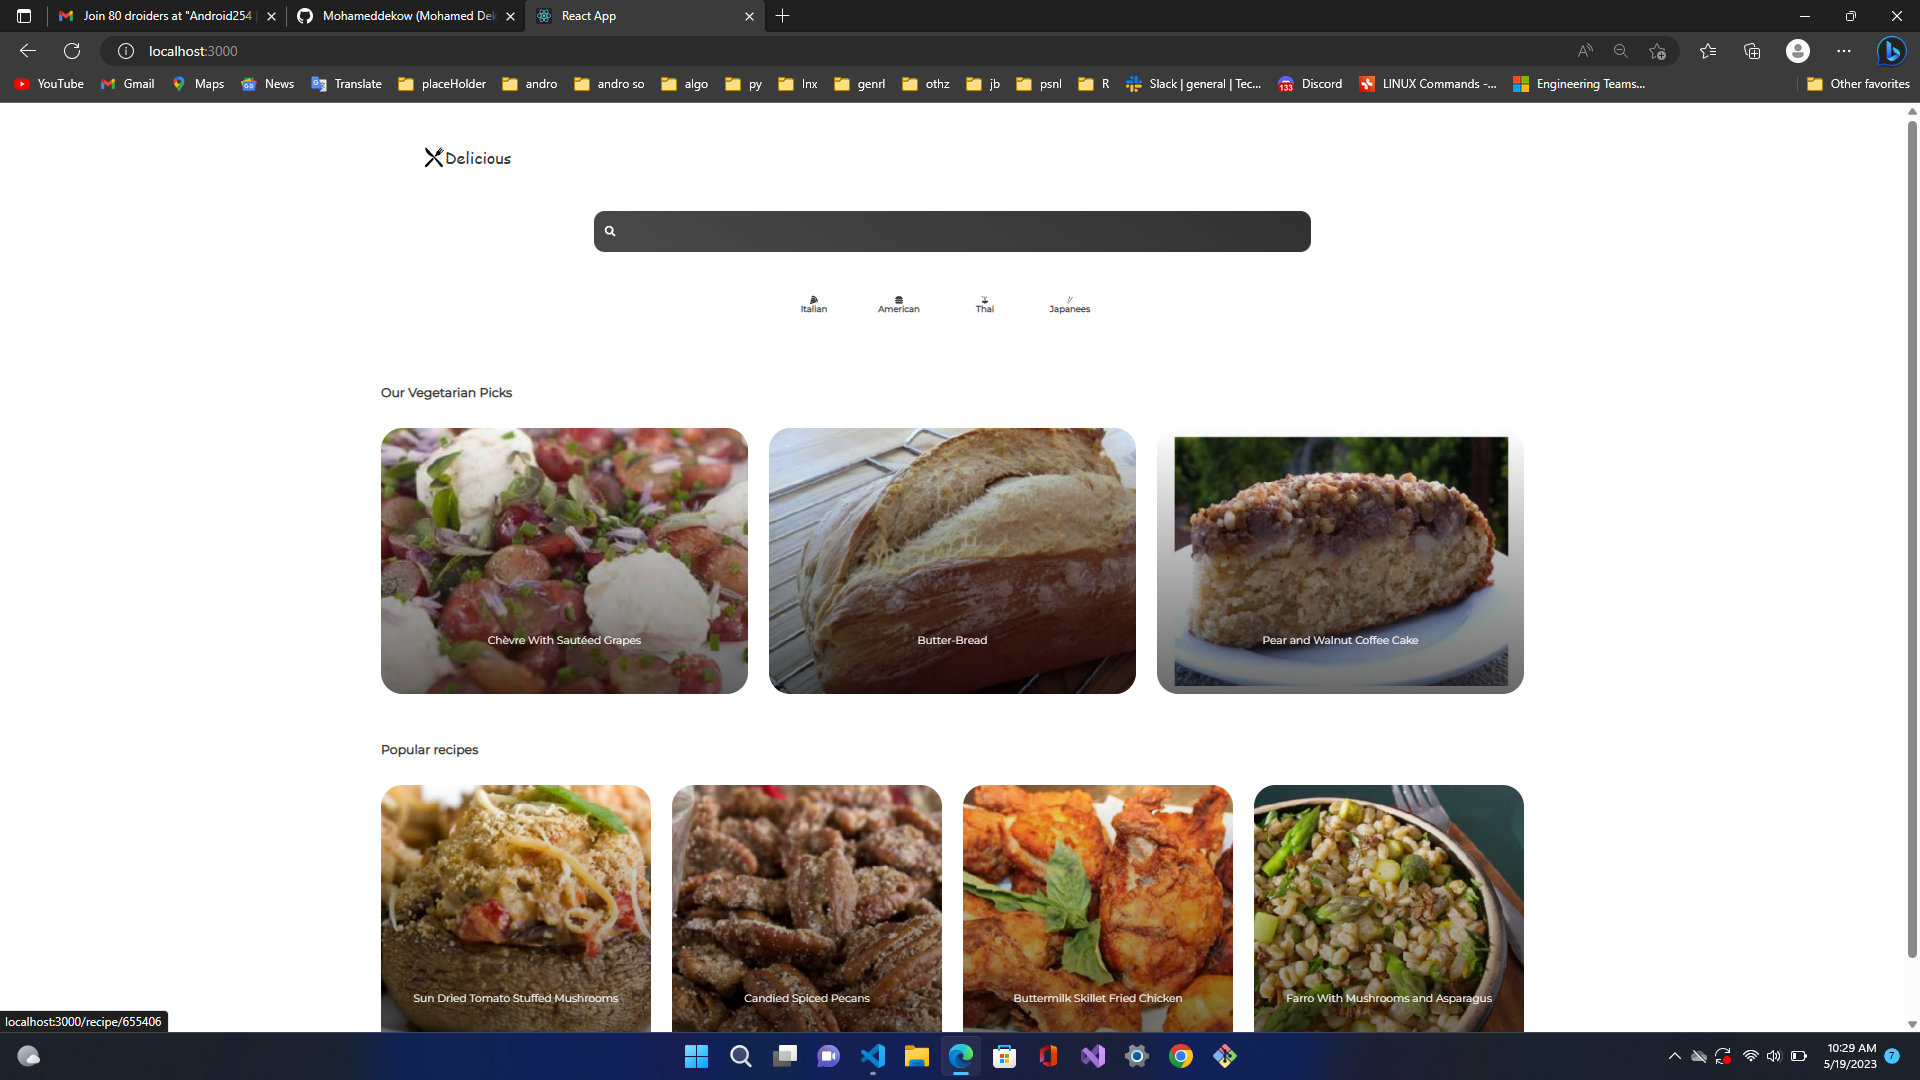 Join 80 droiders at "Android254
Mohameddekow (Mohamed Dek
React App
localhost:3000
YouTube
Gmail
Maps
News
Translate
placeHolder
andro
andro so
algo
py
lnx
genrl
othz
jb
psnl
R
Slack | general | Tec...
133
Discord
LINUX Commands -...
Engineering Teams...
Other favorites
Delicious
Italian
American
Thai
Japanees
Our Vegetarian Picks
Chèvre With Sautéed Grapes
Butter-Bread
Pear and Walnut Coffee Cake
Popular recipes
Sun Dried Tomato Stuffed Mushrooms
Candied Spiced Pecans
Buttermilk Skillet Fried Chicken
Farro With Mushrooms and Asparagus
localhost:3000/recipe/655406
10:29 AM
5/19/2023
7